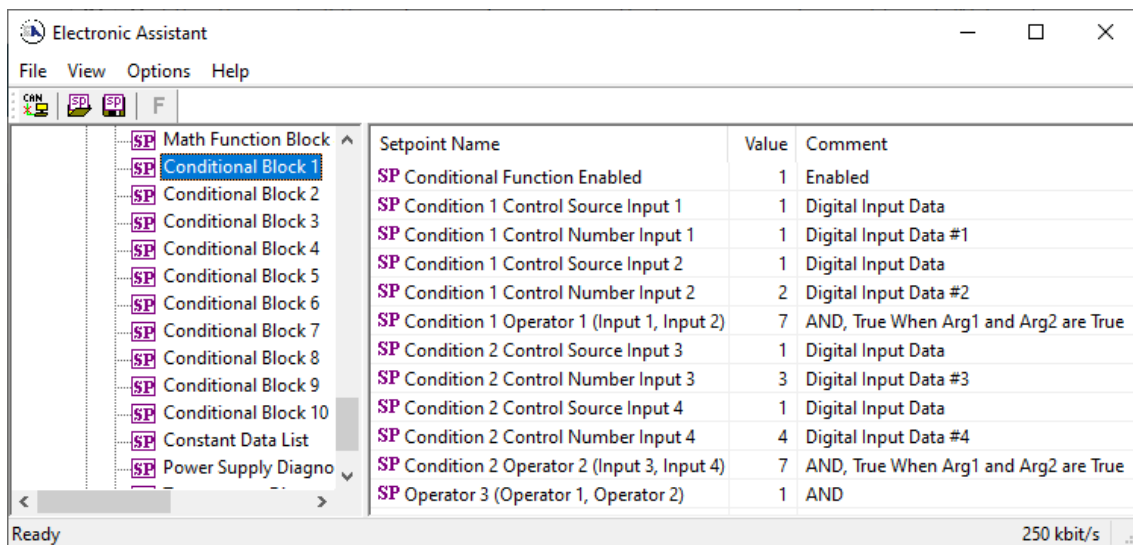 Electronic Assistant
File View Options Help
CAN SP SP F
SP Math Function Block
SP Conditional Block 1
SP Conditional Block 2
SP Conditional Block 3
SP Conditional Block 4
SP Conditional Block 5
SP Conditional Block 6
SP Conditional Block 7
SP Conditional Block 8
SP Conditional Block 9
SP Conditional Block 10
SP Constant Data List
SP Power Supply Diagno
Setpoint Name Value Comment
SP Conditional Function Enabled 1 Enabled
SP Condition 1 Control Source Input 1 1 Digital Input Data
SP Condition 1 Control Number Input 1 1 Digital Input Data #1
SP Condition 1 Control Source Input 2 1 Digital Input Data
SP Condition 1 Control Number Input 2 2 Digital Input Data #2
SP Condition 1 Operator 1 (Input 1, Input 2) 7 AND, True When Arg1 and Arg2 are True
SP Condition 2 Control Source Input 3 1 Digital Input Data
SP Condition 2 Control Number Input 3 3 Digital Input Data #3
SP Condition 2 Control Source Input 4 1 Digital Input Data
SP Condition 2 Control Number Input 4 4 Digital Input Data #4
SP Condition 2 Operator 2 (Input 3, Input 4) 7 AND, True When Arg1 and Arg2 are True
SP Operator 3 (Operator 1, Operator 2) 1 AND
Ready 250 kbit/s